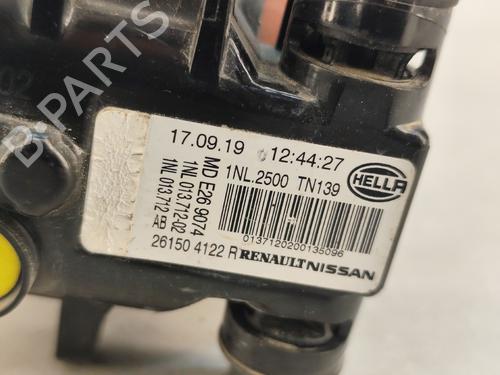 17.09.19 12:44:27
1NL.2500 TN139
HELLA
MD E26 9074
1NL 013.712-02
1NL 013.712
AB
0137120200135096
26150 4122 R RENAULT NISSAN
B-PARTS
02